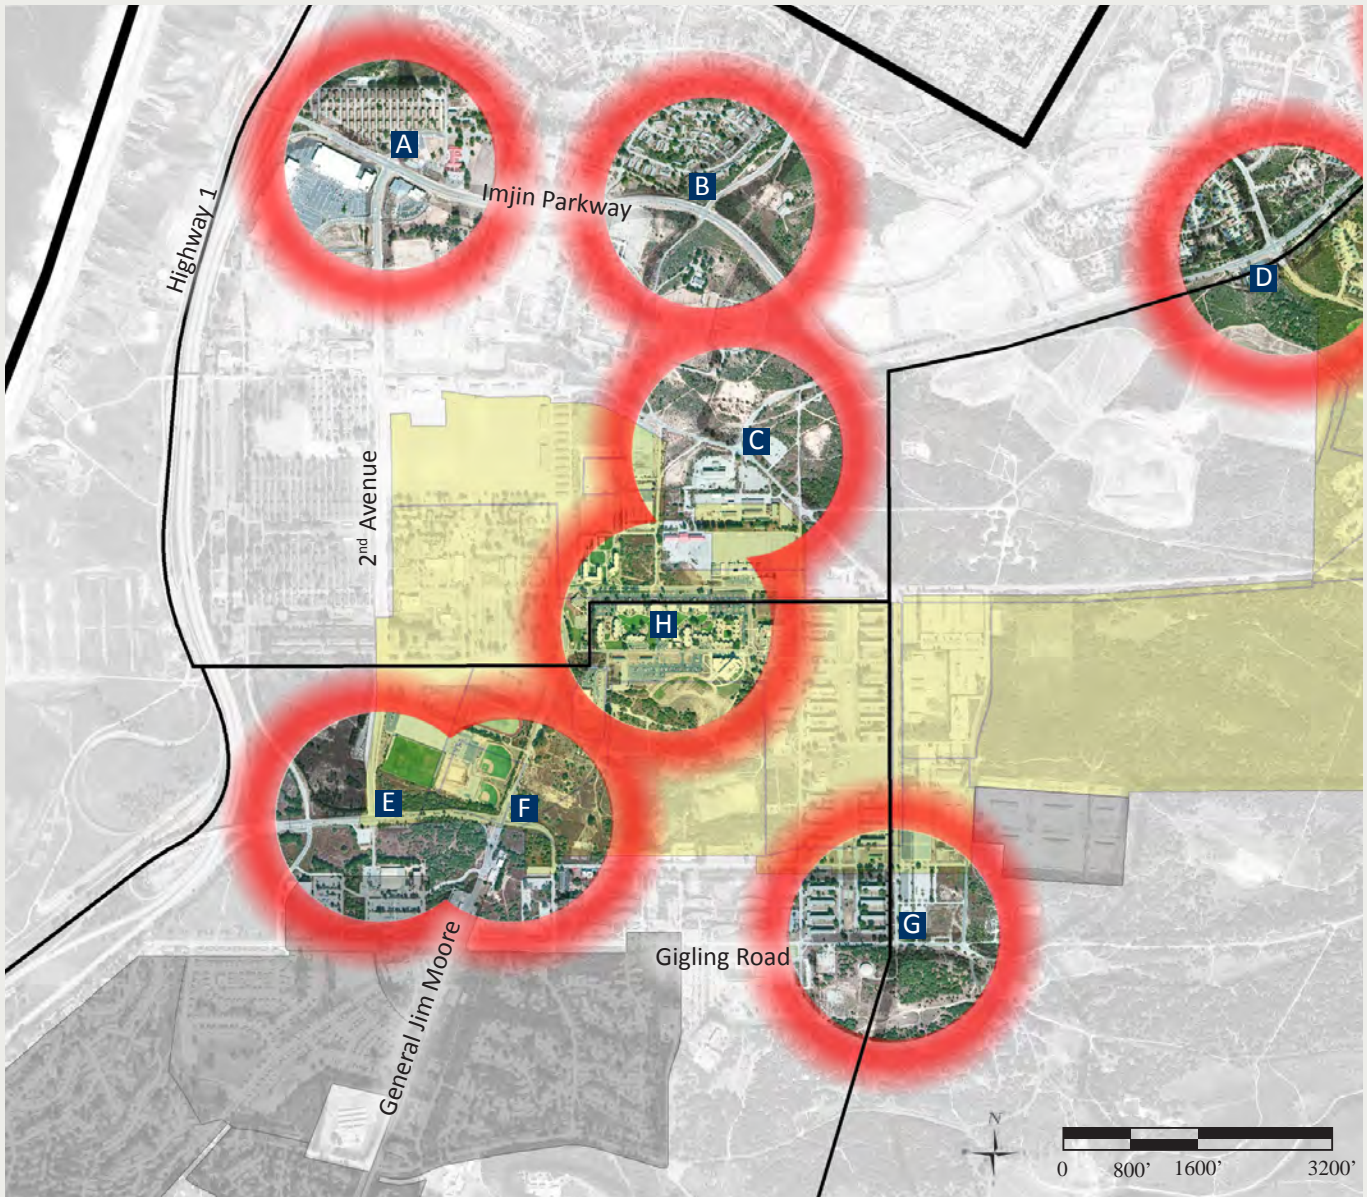 A
B
Imjin Parkway
Highway 1
D
C
2nd Avenue
H
E
F
G
Gigling Road
General Jim Moore
N
0 800' 1600' 3200'